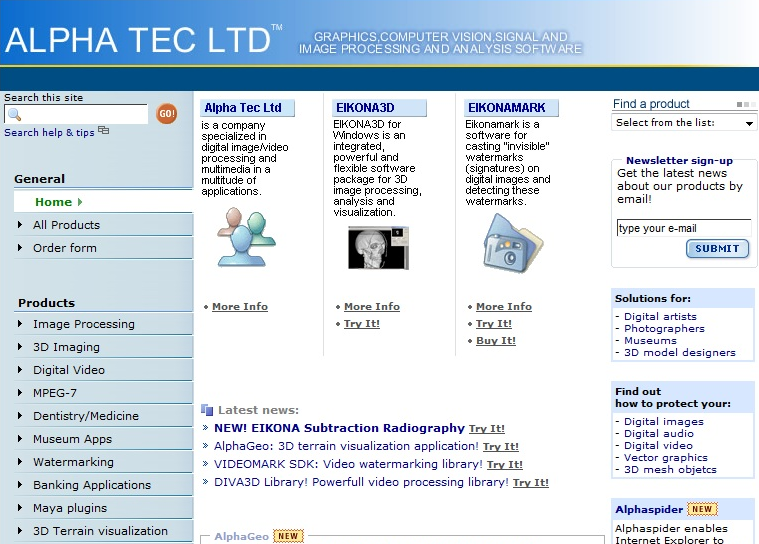 ALPHA TEC LTD™
GRAPHICS,COMPUTER VISION,SIGNAL AND
IMAGE PROCESSING AND ANALYSIS SOFTWARE
Search this site
GO!
Search help & tips
General
Home
All Products
Order form
Products
Image Processing
3D Imaging
Digital Video
MPEG-7
Dentistry/Medicine
Museum Apps
Watermarking
Banking Applications
Maya plugins
3D Terrain visualization
Alpha Tec Ltd
is a company
specialized in
digital image/video
processing and
multimedia in a
multitude of
applications.
• More Info
EIKONA3D
EIKONA3D for
Windows is an
integrated,
powerful and
flexible software
package for 3D
image processing,
analysis and
visualization.
• More Info
• Try It!
EIKONAMARK
Eikonamark is a
software for
casting "invisible"
watermarks
(signatures) on
digital images and
detecting these
watermarks.
• More Info
• Try It!
• Buy It!
Latest news:
» NEW! EIKONA Subtraction Radiography Try It!
» AlphaGeo: 3D terrain visualization application! Try It!
» VIDEOMARK SDK: Video watermarking library! Try It!
» DIVA3D Library! Powerfull video processing library! Try It!
AlphaGeo NEW
Find a product
Select from the list:
Newsletter sign-up
Get the latest news
about our products by
email!
type your e-mail
SUBMIT
Solutions for:
- Digital artists
- Photographers
- Museums
- 3D model designers
Find out
how to protect your:
- Digital images
- Digital audio
- Digital video
- Vector graphics
- 3D mesh objetcs
Alphaspider NEW
Alphaspider enables
Internet Explorer to